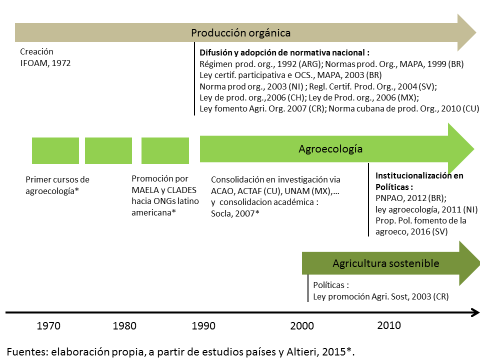 Producción orgánica
Creación
IFOAM, 1972
Difusión y adopción de normativa nacional :
Régimen prod. org., 1992 (ARG); Normas prod. Org., MAPA, 1999 (BR)
Ley certif. participativa e OCS., MAPA, 2003 (BR)
Norma prod org.,2003 (NI) ; Regl. Certif. Prod. Org., 2004 (SV);
Ley de prod. org.,2006 (CH); Ley de Prod. org., 2006 (MX);
Ley fomento Agri. Org. 2007 (CR); Norma cubana de prod. Org., 2010 (CU)
Agroecología
Primer cursos de
agroecología*
Promoción por
MAELA y CLADES
hacia ONGs latino
americana*
Consolidación en investigación via
ACAO, ACTAF (CU), UNAM (MX),...
y consolidacion académica :
Socla, 2007*
Institucionalización en
Políticas :
PNPAO, 2012 (BR);
ley agroecología, 2011 (NI)
Prop. Pol. fomento de la
agroeco, 2016 (SV)
Agricultura sostenible
Políticas :
Ley promoción Agri. Sost, 2003 (CR)
1970 1980 1990 2000 2010
Fuentes: elaboración propia, a partir de estudios países y Altieri, 2015*.